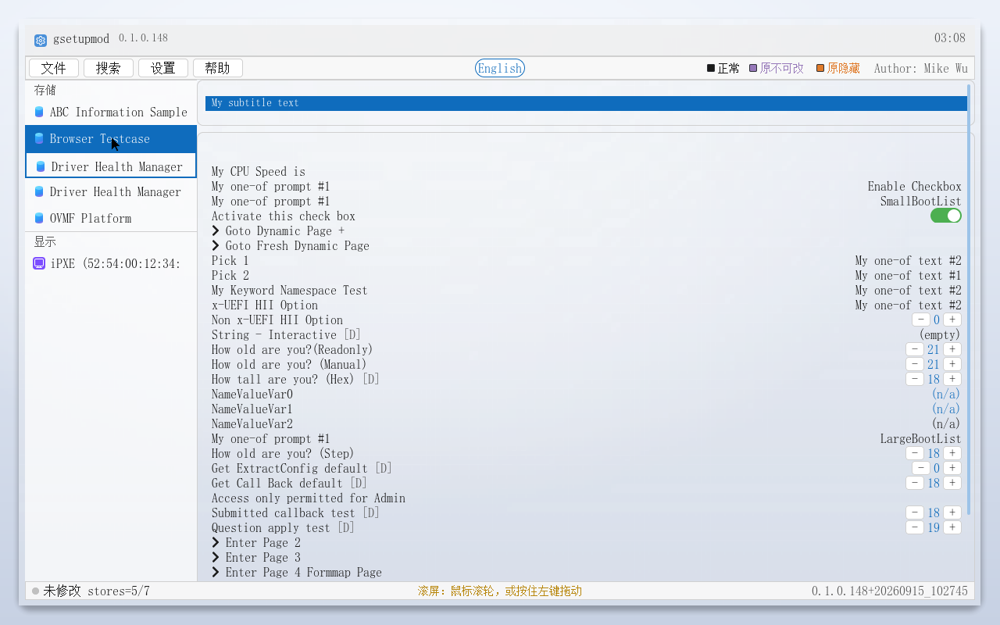 gsetupmod 0.1.0.148 03:08
文件 搜索 设置 帮助 English 正常 原不可改 原隐藏 Author: Mike Wu
存储
ABC Information Sample
Browser Testcase
Driver Health Manager
Driver Health Manager
OVMF Platform
显示
iPXE (52:54:00:12:34:
My subtitle text
My CPU Speed is
My one-of prompt #1 Enable Checkbox
My one-of prompt #1 SmallBootList
Activate this check box
Goto Dynamic Page +
Goto Fresh Dynamic Page
Pick 1 My one-of text #2
Pick 2 My one-of text #1
My Keyword Namespace Test My one-of text #2
x-UEFI HII Option My one-of text #2
Non x-UEFI HII Option - 0 +
String - Interactive [D] (empty)
How old are you?(Readonly) - 21 +
How old are you? (Manual) - 21 +
How tall are you? (Hex) [D] - 18 +
NameValueVar0 (n/a)
NameValueVar1 (n/a)
NameValueVar2 (n/a)
My one-of prompt #1 LargeBootList
How old are you? (Step) - 18 +
Get ExtractConfig default [D] - 0 +
Get Call Back default [D] - 18 +
Access only permitted for Admin
Submitted callback test [D] - 18 +
Question apply test [D] - 19 +
Enter Page 2
Enter Page 3
Enter Page 4 Formmap Page
未修改 stores=5/7 滚屏: 鼠标滚轮，或按住左键拖动 0.1.0.148+20260915_102745